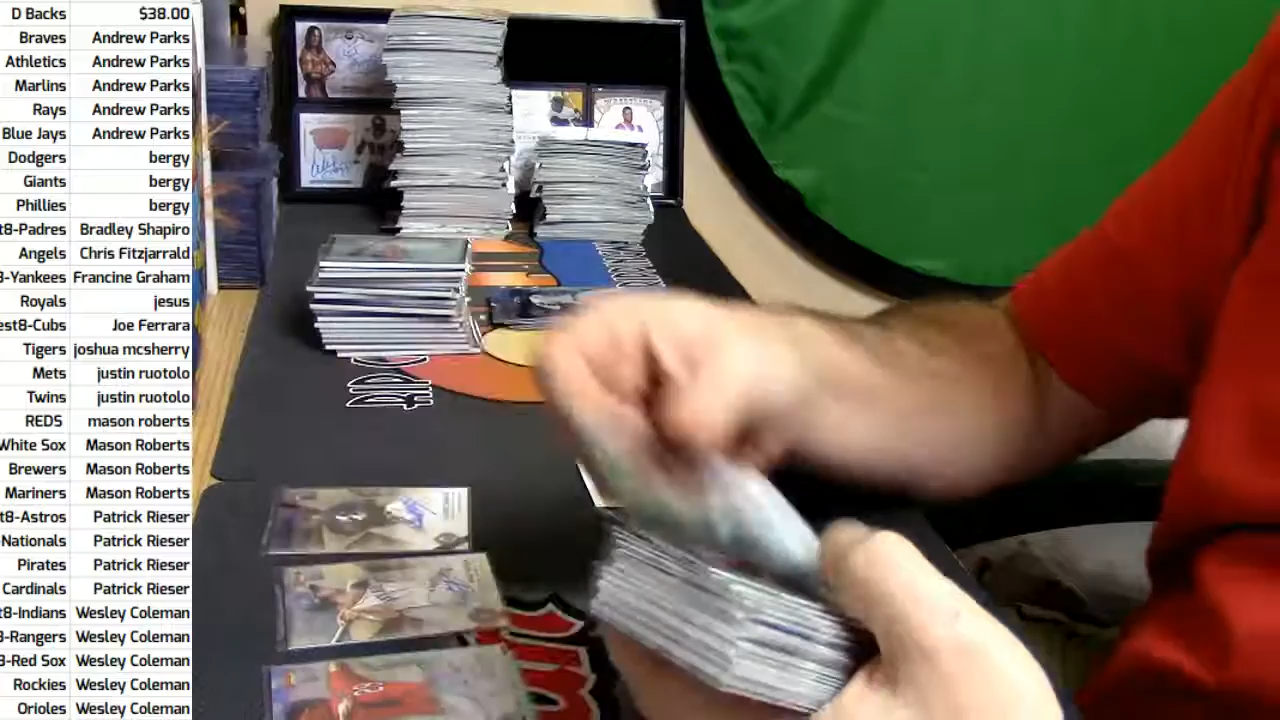 D Backs $38.00
Braves Andrew Parks
Athletics Andrew Parks
Marlins Andrew Parks
Rays Andrew Parks
Blue Jays Andrew Parks
Dodgers bergy
Giants bergy
Phillies bergy
t8-Padres Bradley Shapiro
Angels Chris Fitzjarrald
3-Yankees Francine Graham
Royals jesus
est8-Cubs Joe Ferrara
Tigers joshua mcsherry
Mets justin ruotolo
Twins justin ruotolo
REDS mason roberts
White Sox Mason Roberts
Brewers Mason Roberts
Mariners Mason Roberts
t8-Astros Patrick Rieser
-Nationals Patrick Rieser
Pirates Patrick Rieser
Cardinals Patrick Rieser
t8-Indians Wesley Coleman
3-Rangers Wesley Coleman
3-Red Sox Wesley Coleman
Rockies Wesley Coleman
Orioles Wesley Coleman
RIP